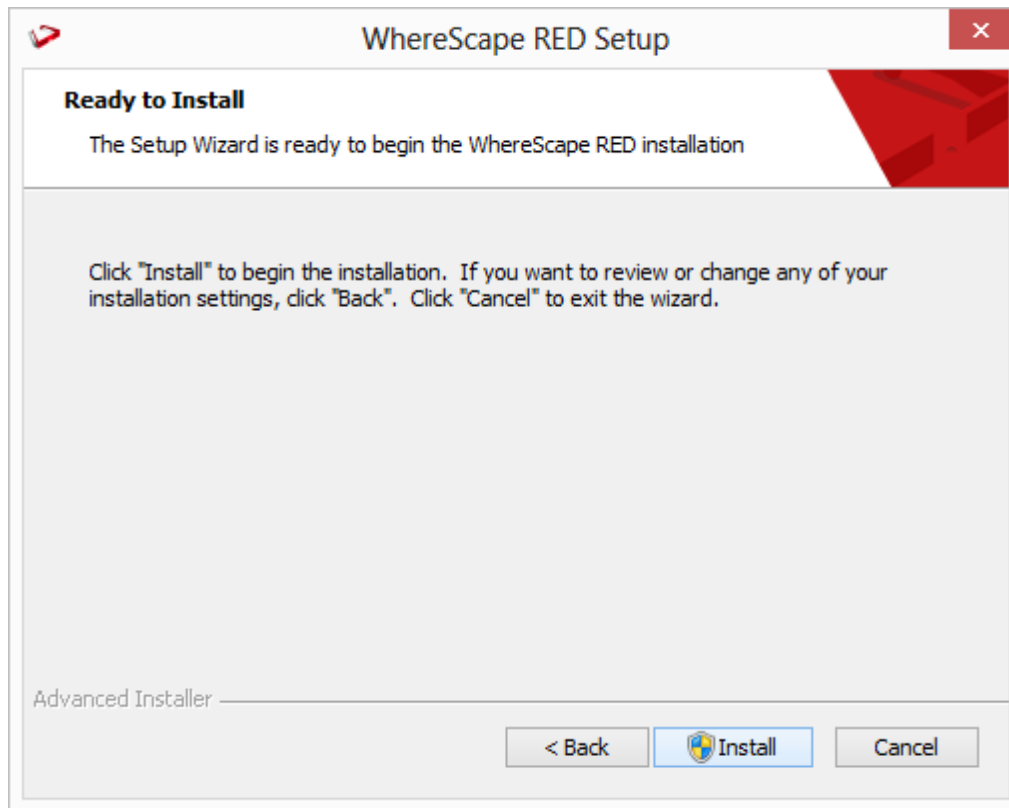 WhereScape RED Setup
Ready to Install
The Setup Wizard is ready to begin the WhereScape RED installation
Click "Install" to begin the installation.  If you want to review or change any of your
installation settings, click "Back".  Click "Cancel" to exit the wizard.
Advanced Installer
< Back
Install
Cancel